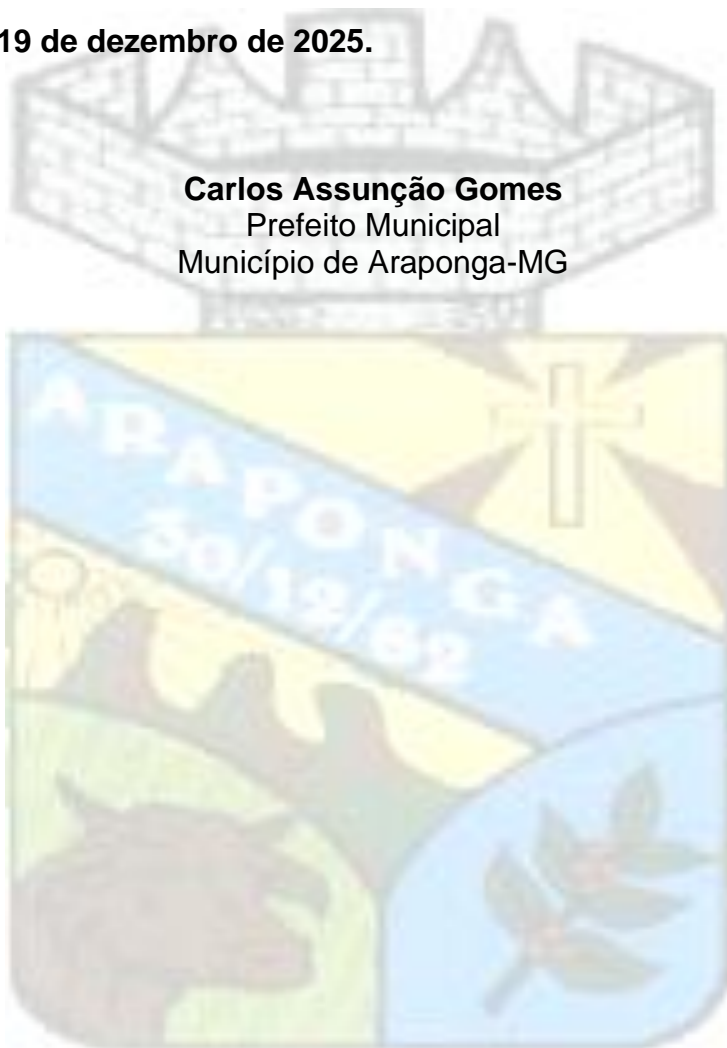 19 de dezembro de 2025.
Carlos Assunção Gomes
Prefeito Municipal
Município de Araponga-MG
ARAPONGA
30/12/62